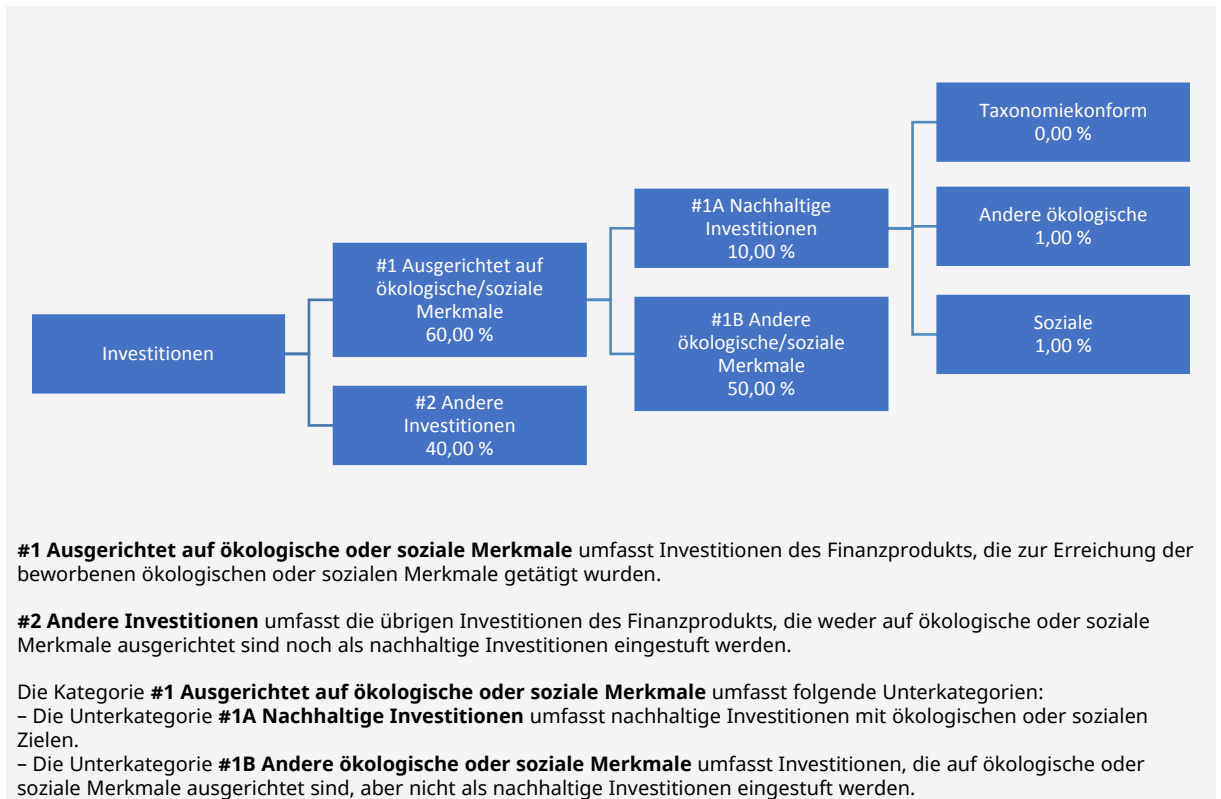 Investitionen
#1 Ausgerichtet auf
ökologische/soziale
Merkmale
60,00 %
#2 Andere
Investitionen
40,00 %
#1A Nachhaltige
Investitionen
10,00 %
#1B Andere
ökologische/soziale
Merkmale
50,00 %
Taxonomiekonform
0,00 %
Andere ökologische
1,00 %
Soziale
1,00 %
#1 Ausgerichtet auf ökologische oder soziale Merkmale umfasst Investitionen des Finanzprodukts, die zur Erreichung der
beworbenen ökologischen oder sozialen Merkmale getätigt wurden.
#2 Andere Investitionen umfasst die übrigen Investitionen des Finanzprodukts, die weder auf ökologische oder soziale
Merkmale ausgerichtet sind noch als nachhaltige Investitionen eingestuft werden.
Die Kategorie #1 Ausgerichtet auf ökologische oder soziale Merkmale umfasst folgende Unterkategorien:
– Die Unterkategorie #1A Nachhaltige Investitionen umfasst nachhaltige Investitionen mit ökologischen oder sozialen
Zielen.
– Die Unterkategorie #1B Andere ökologische oder soziale Merkmale umfasst Investitionen, die auf ökologische oder
soziale Merkmale ausgerichtet sind, aber nicht als nachhaltige Investitionen eingestuft werden.